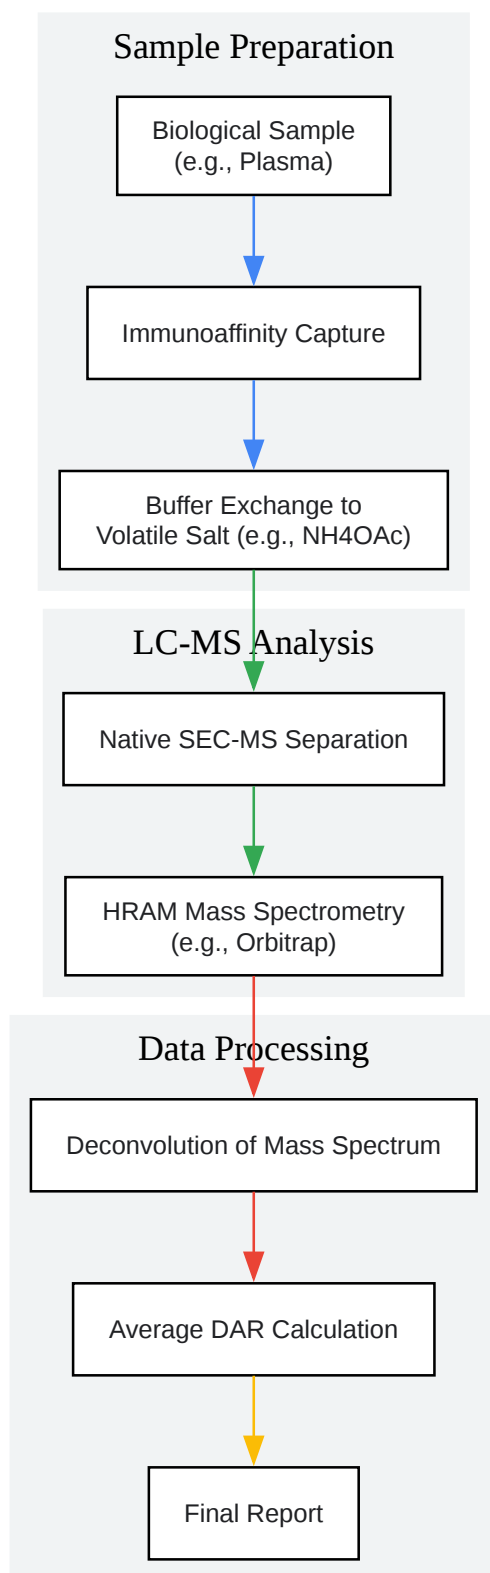 Sample Preparation
Biological Sample
(e.g., Plasma)
Immunoaffinity Capture
Buffer Exchange to
Volatile Salt (e.g., NH4OAc)
LC-MS Analysis
Native SEC-MS Separation
HRAM Mass Spectrometry
(e.g., Orbitrap)
Data Processing
Deconvolution of Mass Spectrum
Average DAR Calculation
Final Report